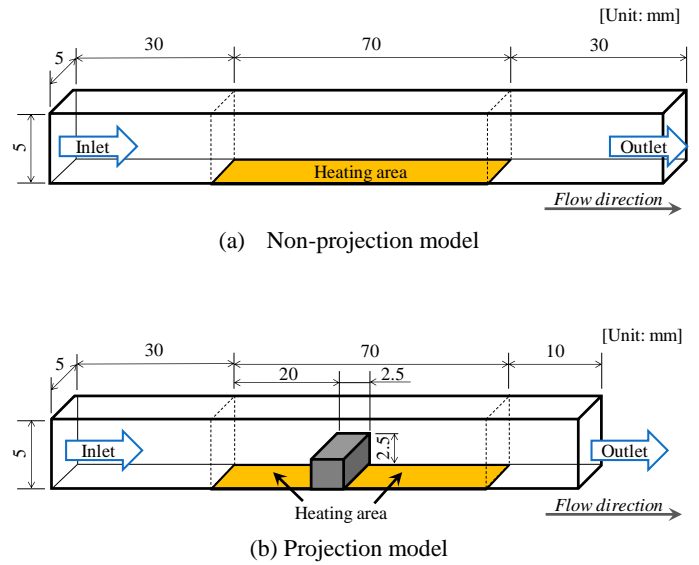 [Unit: mm]
30
70
30
5
5
Inlet
Outlet
Heating area
Flow direction
(a) Non-projection model
[Unit: mm]
30
70
10
5
20
2.5
2.5
5
Inlet
Outlet
Heating area
Flow direction
(b) Projection model